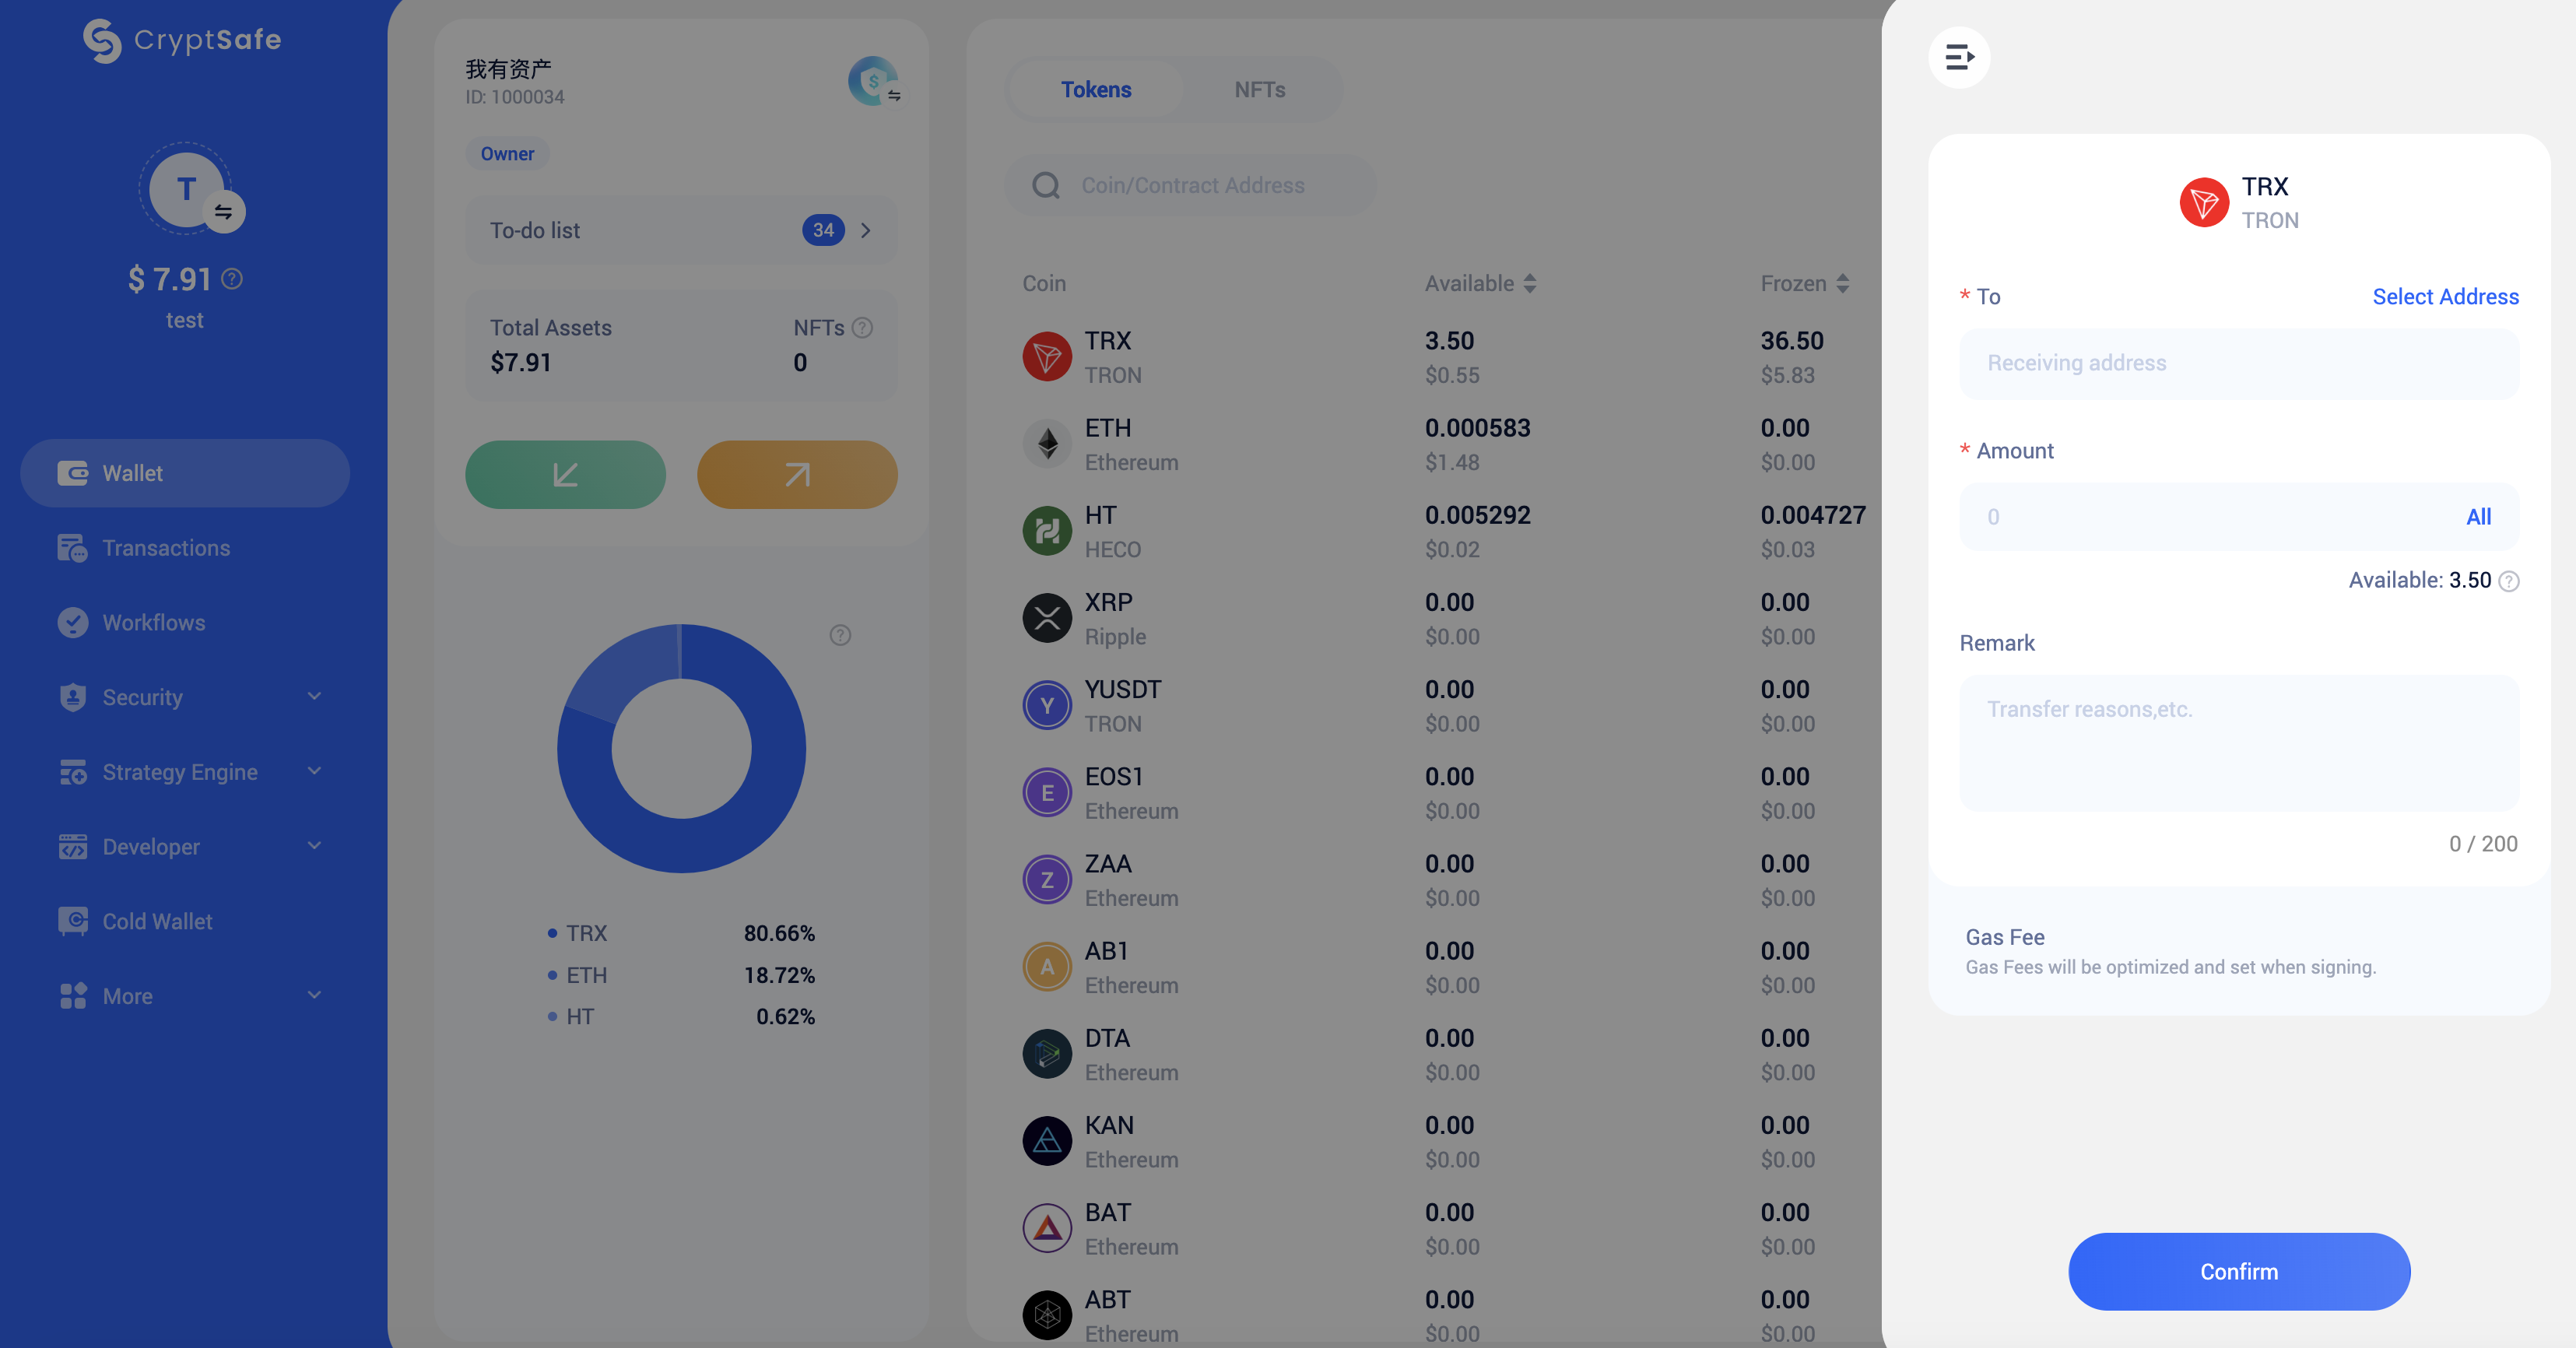 CryptSafe
T
$ 7.91 ?
test
Wallet
Transactions
Workflows
Security
Strategy Engine
Developer
Cold Wallet
More
我有资产
ID: 1000034
Owner
To-do list 34
Total Assets NFTs ?
$7.91 0
?
TRX 80.66%
ETH 18.72%
HT 0.62%
Tokens NFTs
Coin/Contract Address
Coin Available Frozen
TRX 3.50 36.50
TRON $0.55 $5.83
ETH 0.000583 0.00
Ethereum $1.48 $0.00
HT 0.005292 0.004727
HECO $0.02 $0.03
XRP 0.00 0.00
Ripple $0.00 $0.00
Y YUSDT 0.00 0.00
TRON $0.00 $0.00
E EOS1 0.00 0.00
Ethereum $0.00 $0.00
Z ZAA 0.00 0.00
Ethereum $0.00 $0.00
A AB1 0.00 0.00
Ethereum $0.00 $0.00
DTA 0.00 0.00
Ethereum $0.00 $0.00
KAN 0.00 0.00
Ethereum $0.00 $0.00
BAT 0.00 0.00
Ethereum $0.00 $0.00
ABT 0.00 0.00
Ethereum $0.00 $0.00
TRX
TRON
* To Select Address
Receiving address
* Amount
0 All
Available: 3.50 ?
Remark
Transfer reasons,etc.
0 / 200
Gas Fee
Gas Fees will be optimized and set when signing.
Confirm